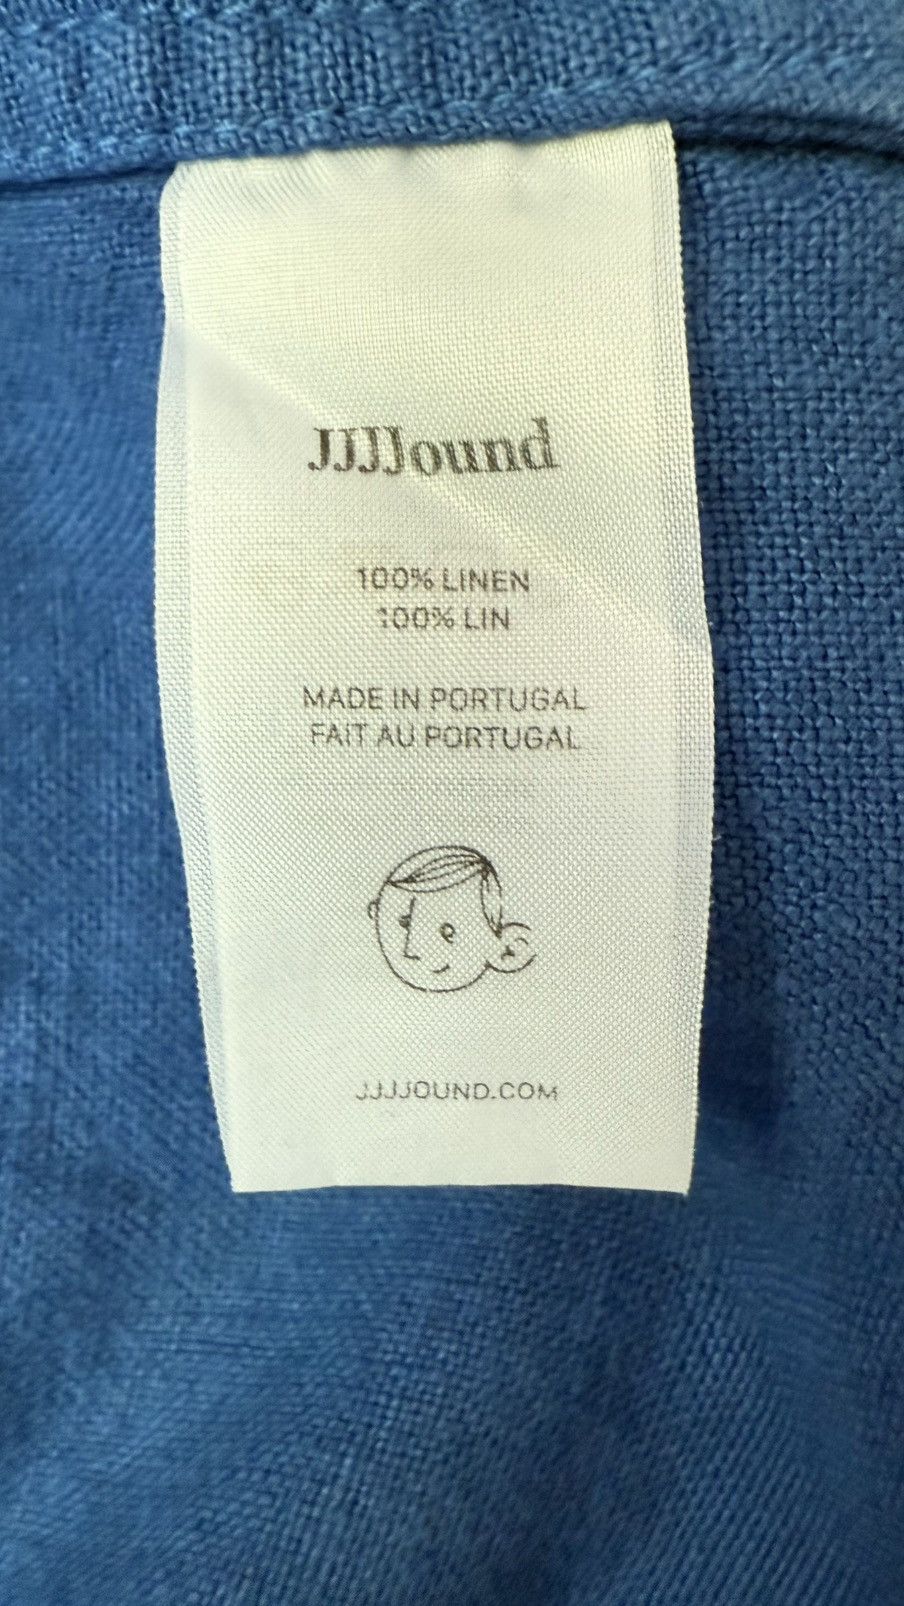 JJJJound
100% LINEN
100% LIN
MADE IN PORTUGAL
FAIT AU PORTUGAL
JJJJOUND.COM